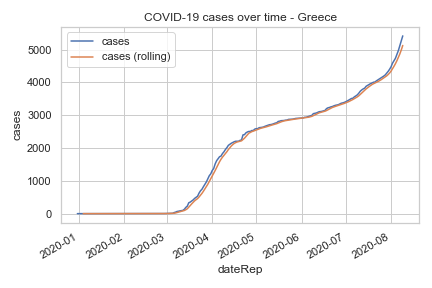 COVID-19 cases over time - Greece
cases
cases (rolling)
5000
4000
3000
2000
1000
0
cases
2020-01
2020-02
2020-03
2020-04
2020-05
2020-06
2020-07
2020-08
dateRep